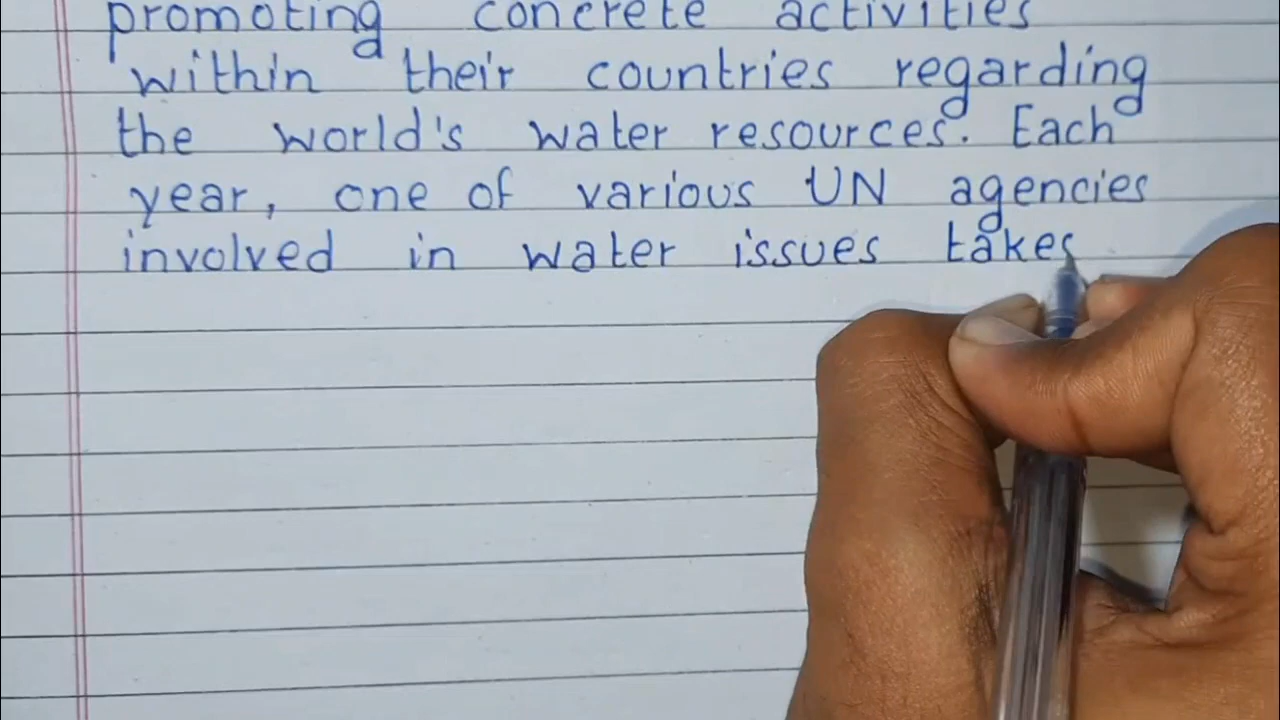 promoting concrete activities
within their countries regarding
the world's water resources. Each
year, one of various UN agencies
involved in water issues takes